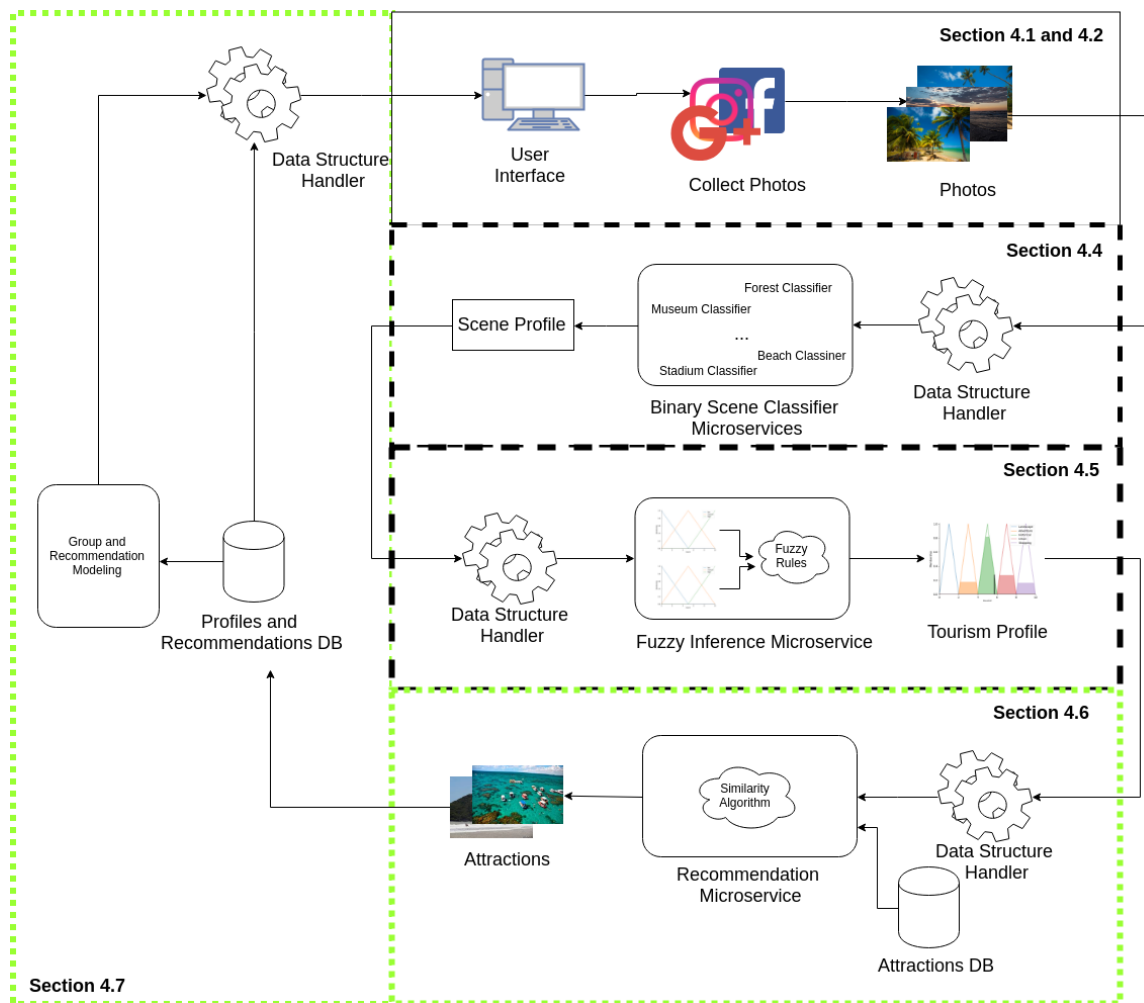 Section 4.1 and 4.2
Data Structure
Handler
User
Interface
Collect Photos
Photos
Section 4.4
Scene Profile
Forest Classifier
Museum Classifier
...
Beach Classiner
Stadium Classifier
Binary Scene Classifier
Microservices
Data Structure
Handler
Section 4.5
Group and
Recommendation
Modeling
Profiles and
Recommendations DB
Data Structure
Handler
Fuzzy
Rules
Fuzzy Inference Microservice
Tourism Profile
Section 4.6
Similarity
Algorithm
Attractions
Recommendation
Microservice
Data Structure
Handler
Attractions DB
Section 4.7